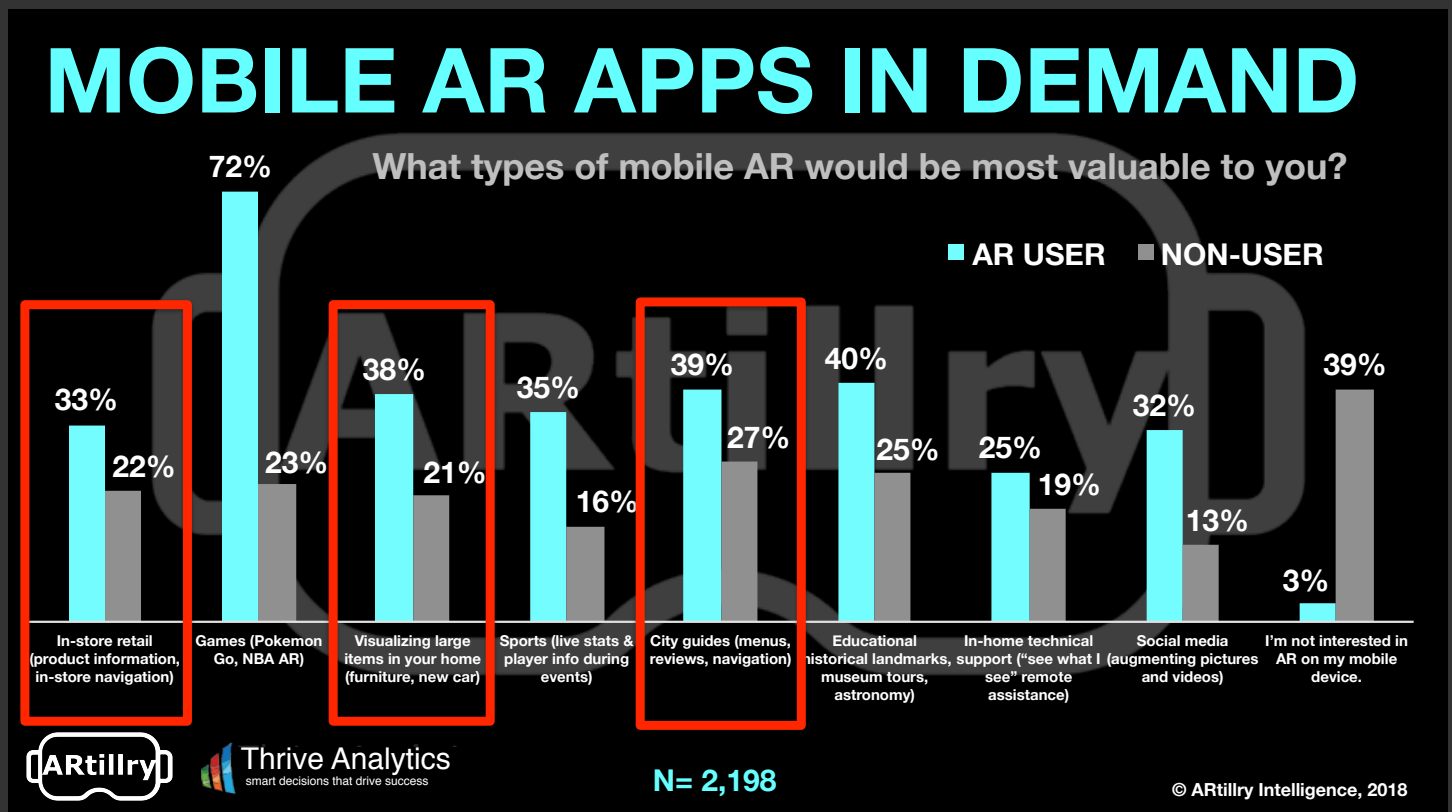 MOBILE AR APPS IN DEMAND
What types of mobile AR would be most valuable to you?
AR USER
NON-USER
33%
22%
72%
23%
38%
21%
35%
16%
39%
27%
40%
25%
25%
19%
32%
13%
3%
39%
In-store retail
(product information,
in-store navigation)
Games (Pokemon
Go, NBA AR)
Visualizing large
items in your home
(furniture, new car)
Sports (live stats &
player info during
events)
City guides (menus,
reviews, navigation)
Educational
historical landmarks,
museum tours,
astronomy)
In-home technical
support (“see what I
see” remote
assistance)
Social media
(augmenting pictures
and videos)
I’m not interested in
AR on my mobile
device.
ARtillry
ARtillry
Thrive Analytics
smart decisions that drive success
N= 2,198
© ARtillry Intelligence, 2018